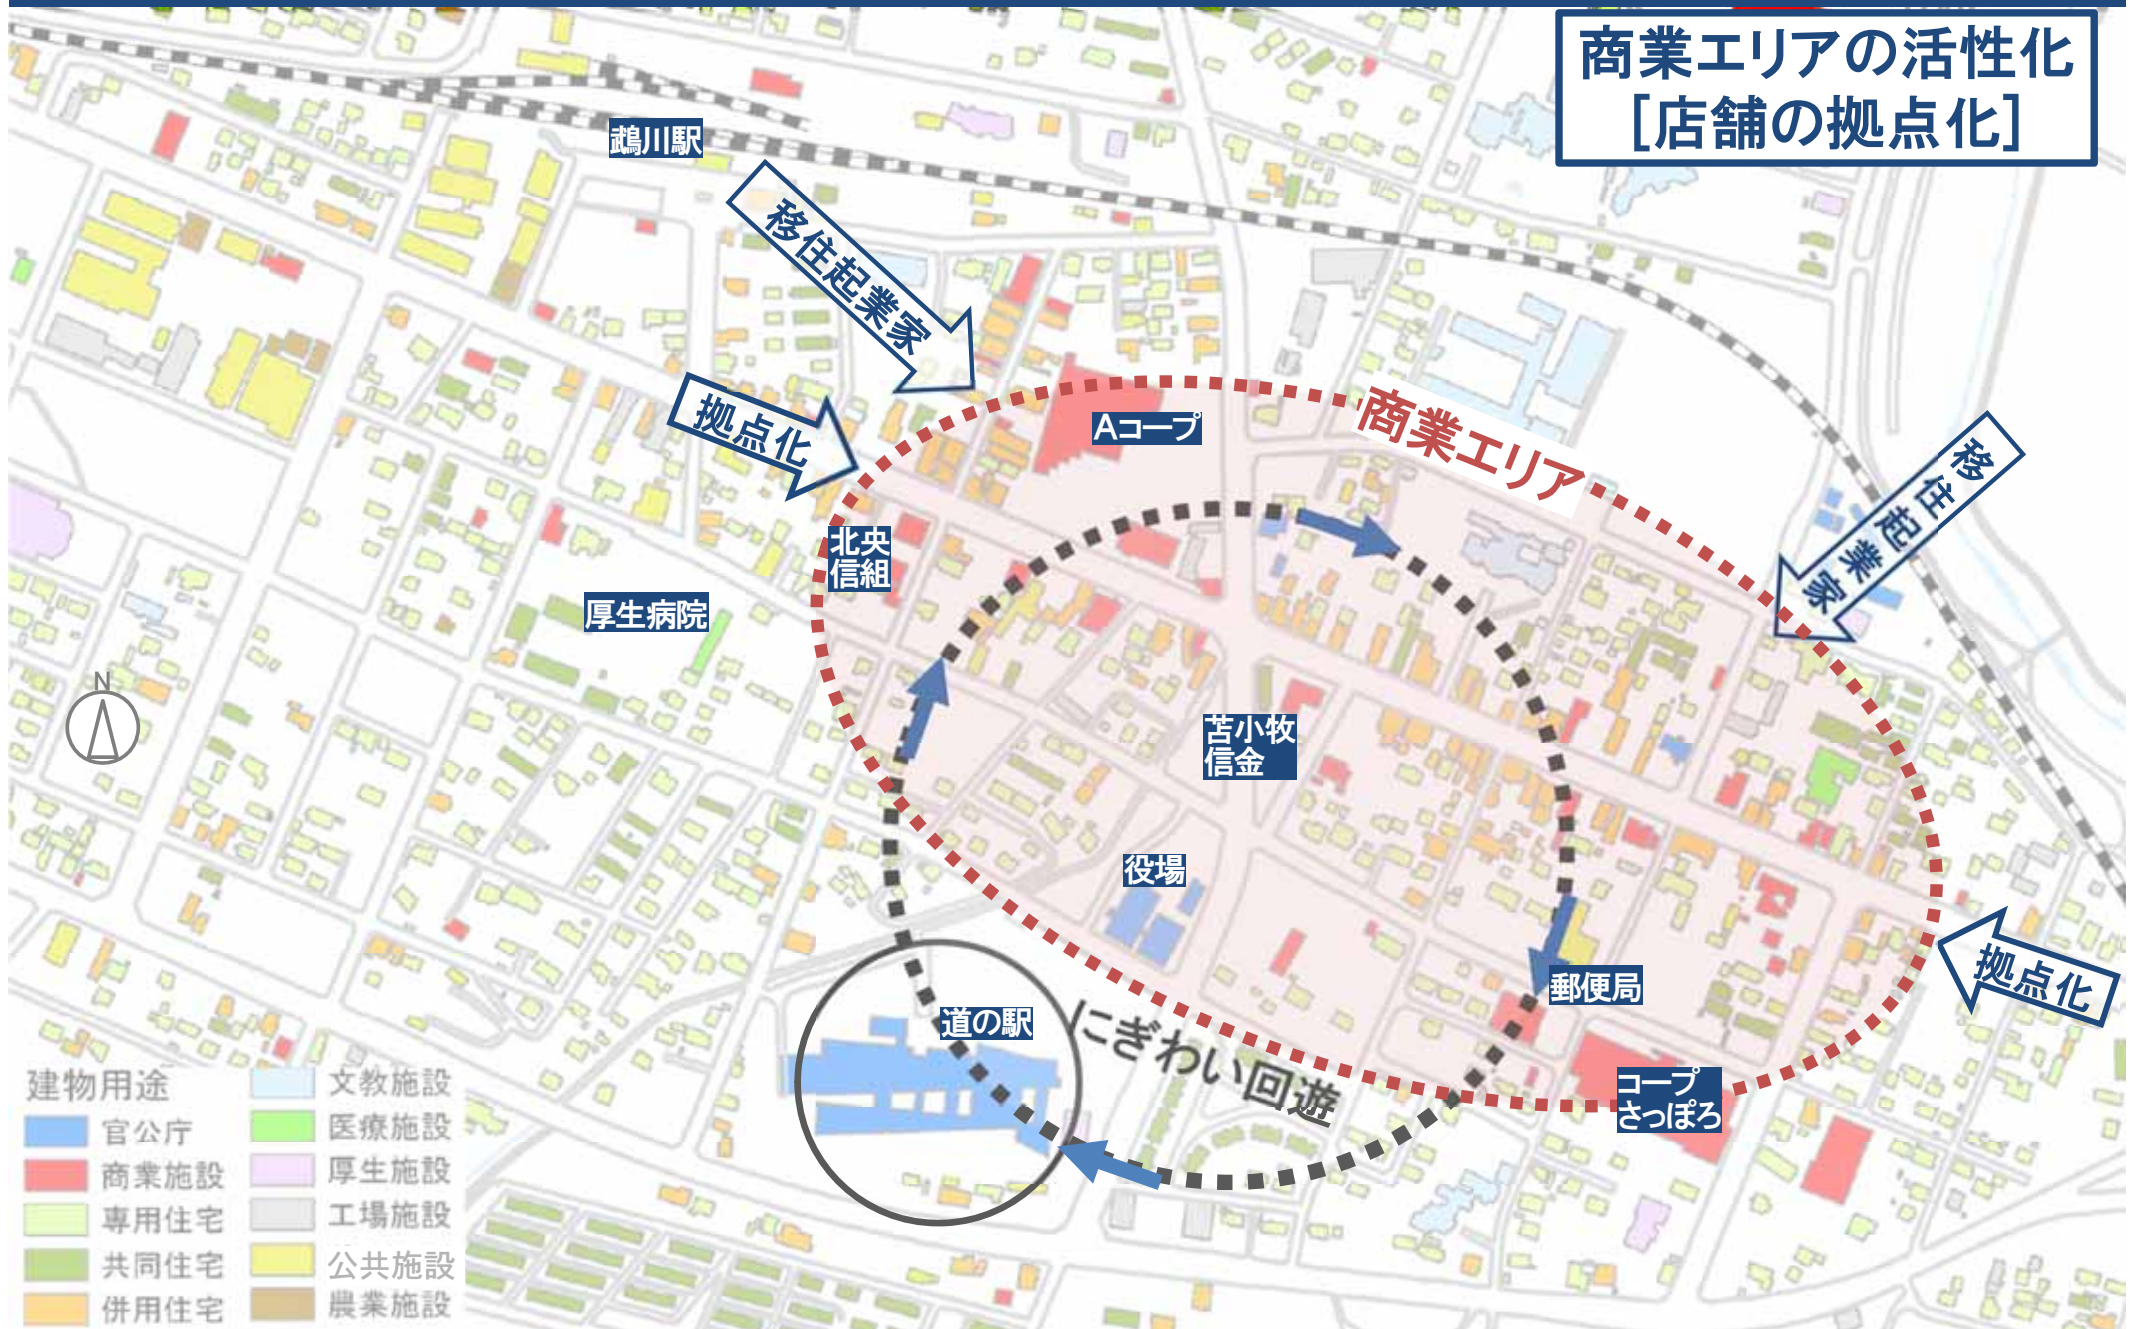 商業エリアの活性化
［店舗の拠点化］
鵡川駅
移住起業家
拠点化
Aコープ
商業エリア
移住起業家
北央
信組
厚生病院
N
苫小牧
信金
役場
郵便局
拠点化
道の駅
にぎわい回遊
コープ
さっぽろ
建物用途
官公庁
商業施設
専用住宅
共同住宅
併用住宅
文教施設
医療施設
厚生施設
工場施設
公共施設
農業施設